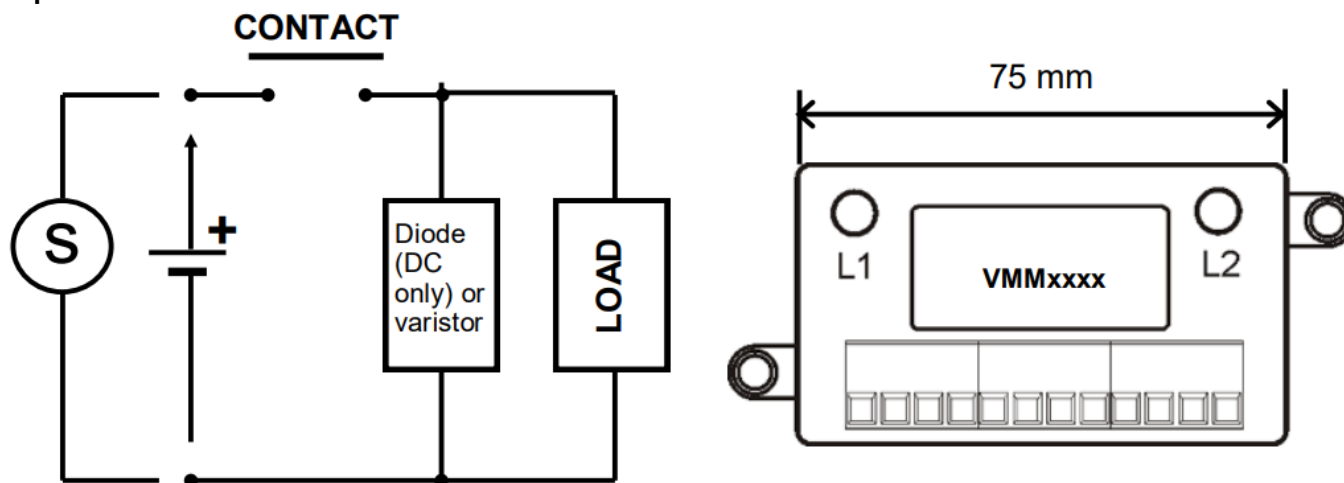 CONTACT
S
+
Diode
(DC
only) or
varistor
LOAD
75 mm
L1
VMMxxxx
L2